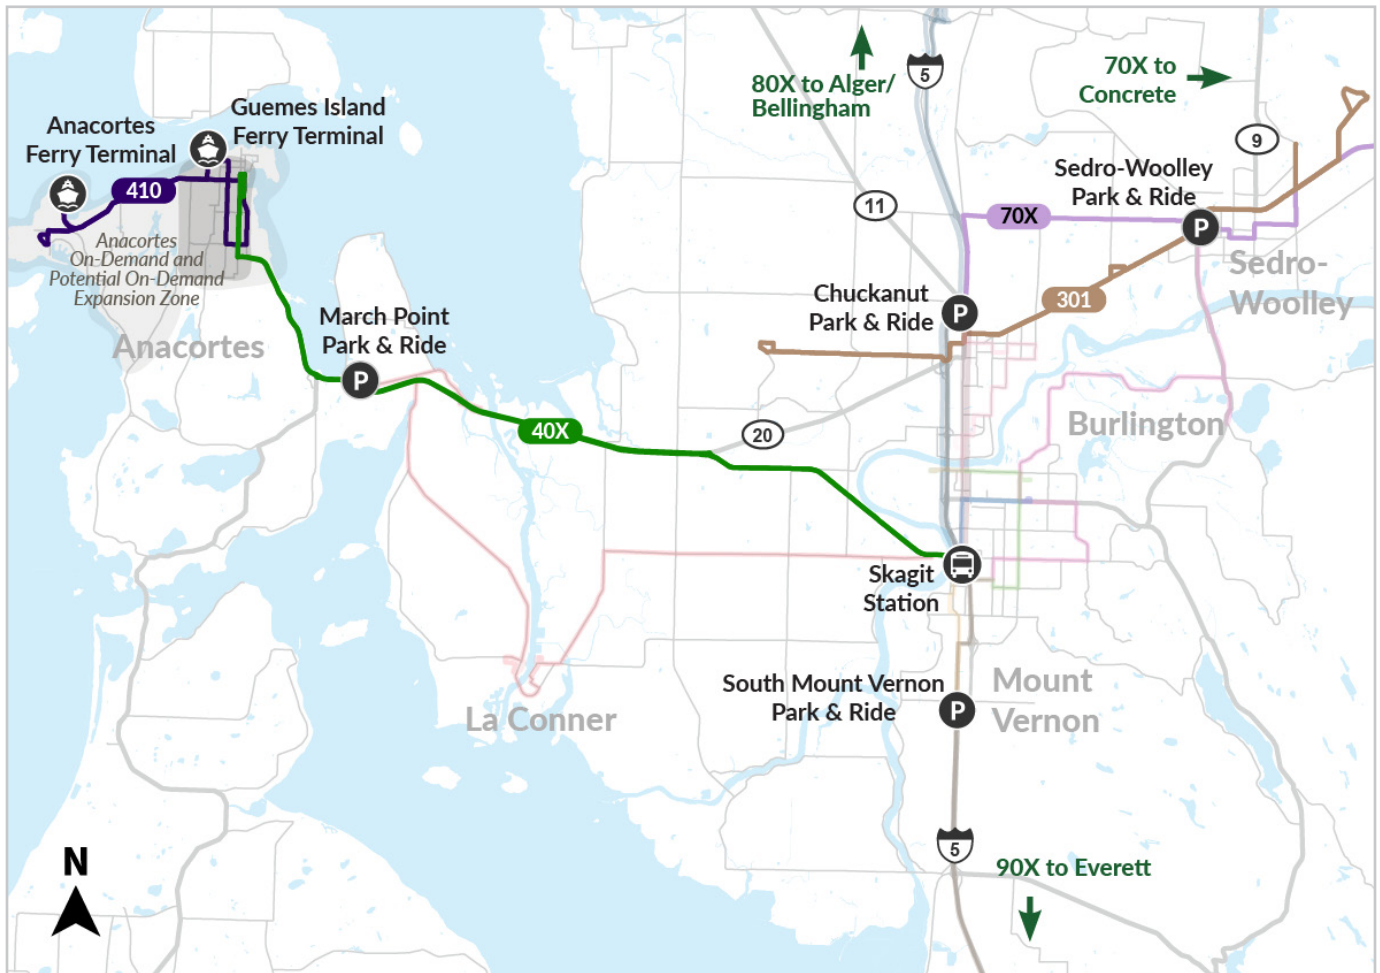 80X to Alger/
Bellingham
5
70X to
Concrete
9
Guemes Island
Ferry Terminal
Anacortes
Ferry Terminal
410
Anacortes
On-Demand and
Potential On-Demand
Expansion Zone
Anacortes
March Point
Park & Ride
P
40X
11
70X
Sedro-Woolley
Park & Ride
P
Sedro-
Woolley
301
Chuckanut
Park & Ride
P
20
Burlington
Skagit
Station
La Conner
South Mount Vernon
Park & Ride
P
Mount
Vernon
5
90X to Everett
N